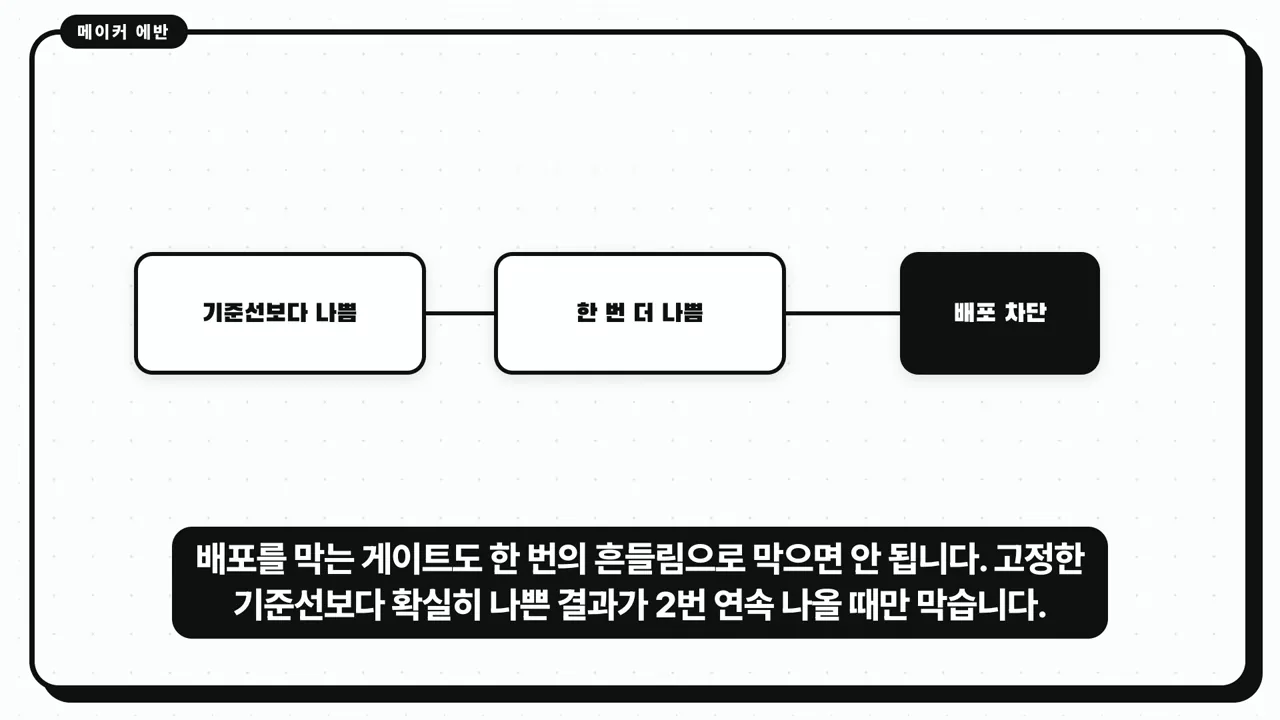 메이커 에반
기준선보다 나쁨
한 번 더 나쁨
배포 차단
배포를 막는 게이트도 한 번의 흔들림으로 막으면 안 됩니다. 고정한
기준선보다 확실히 나쁜 결과가 2번 연속 나올 때만 막습니다.